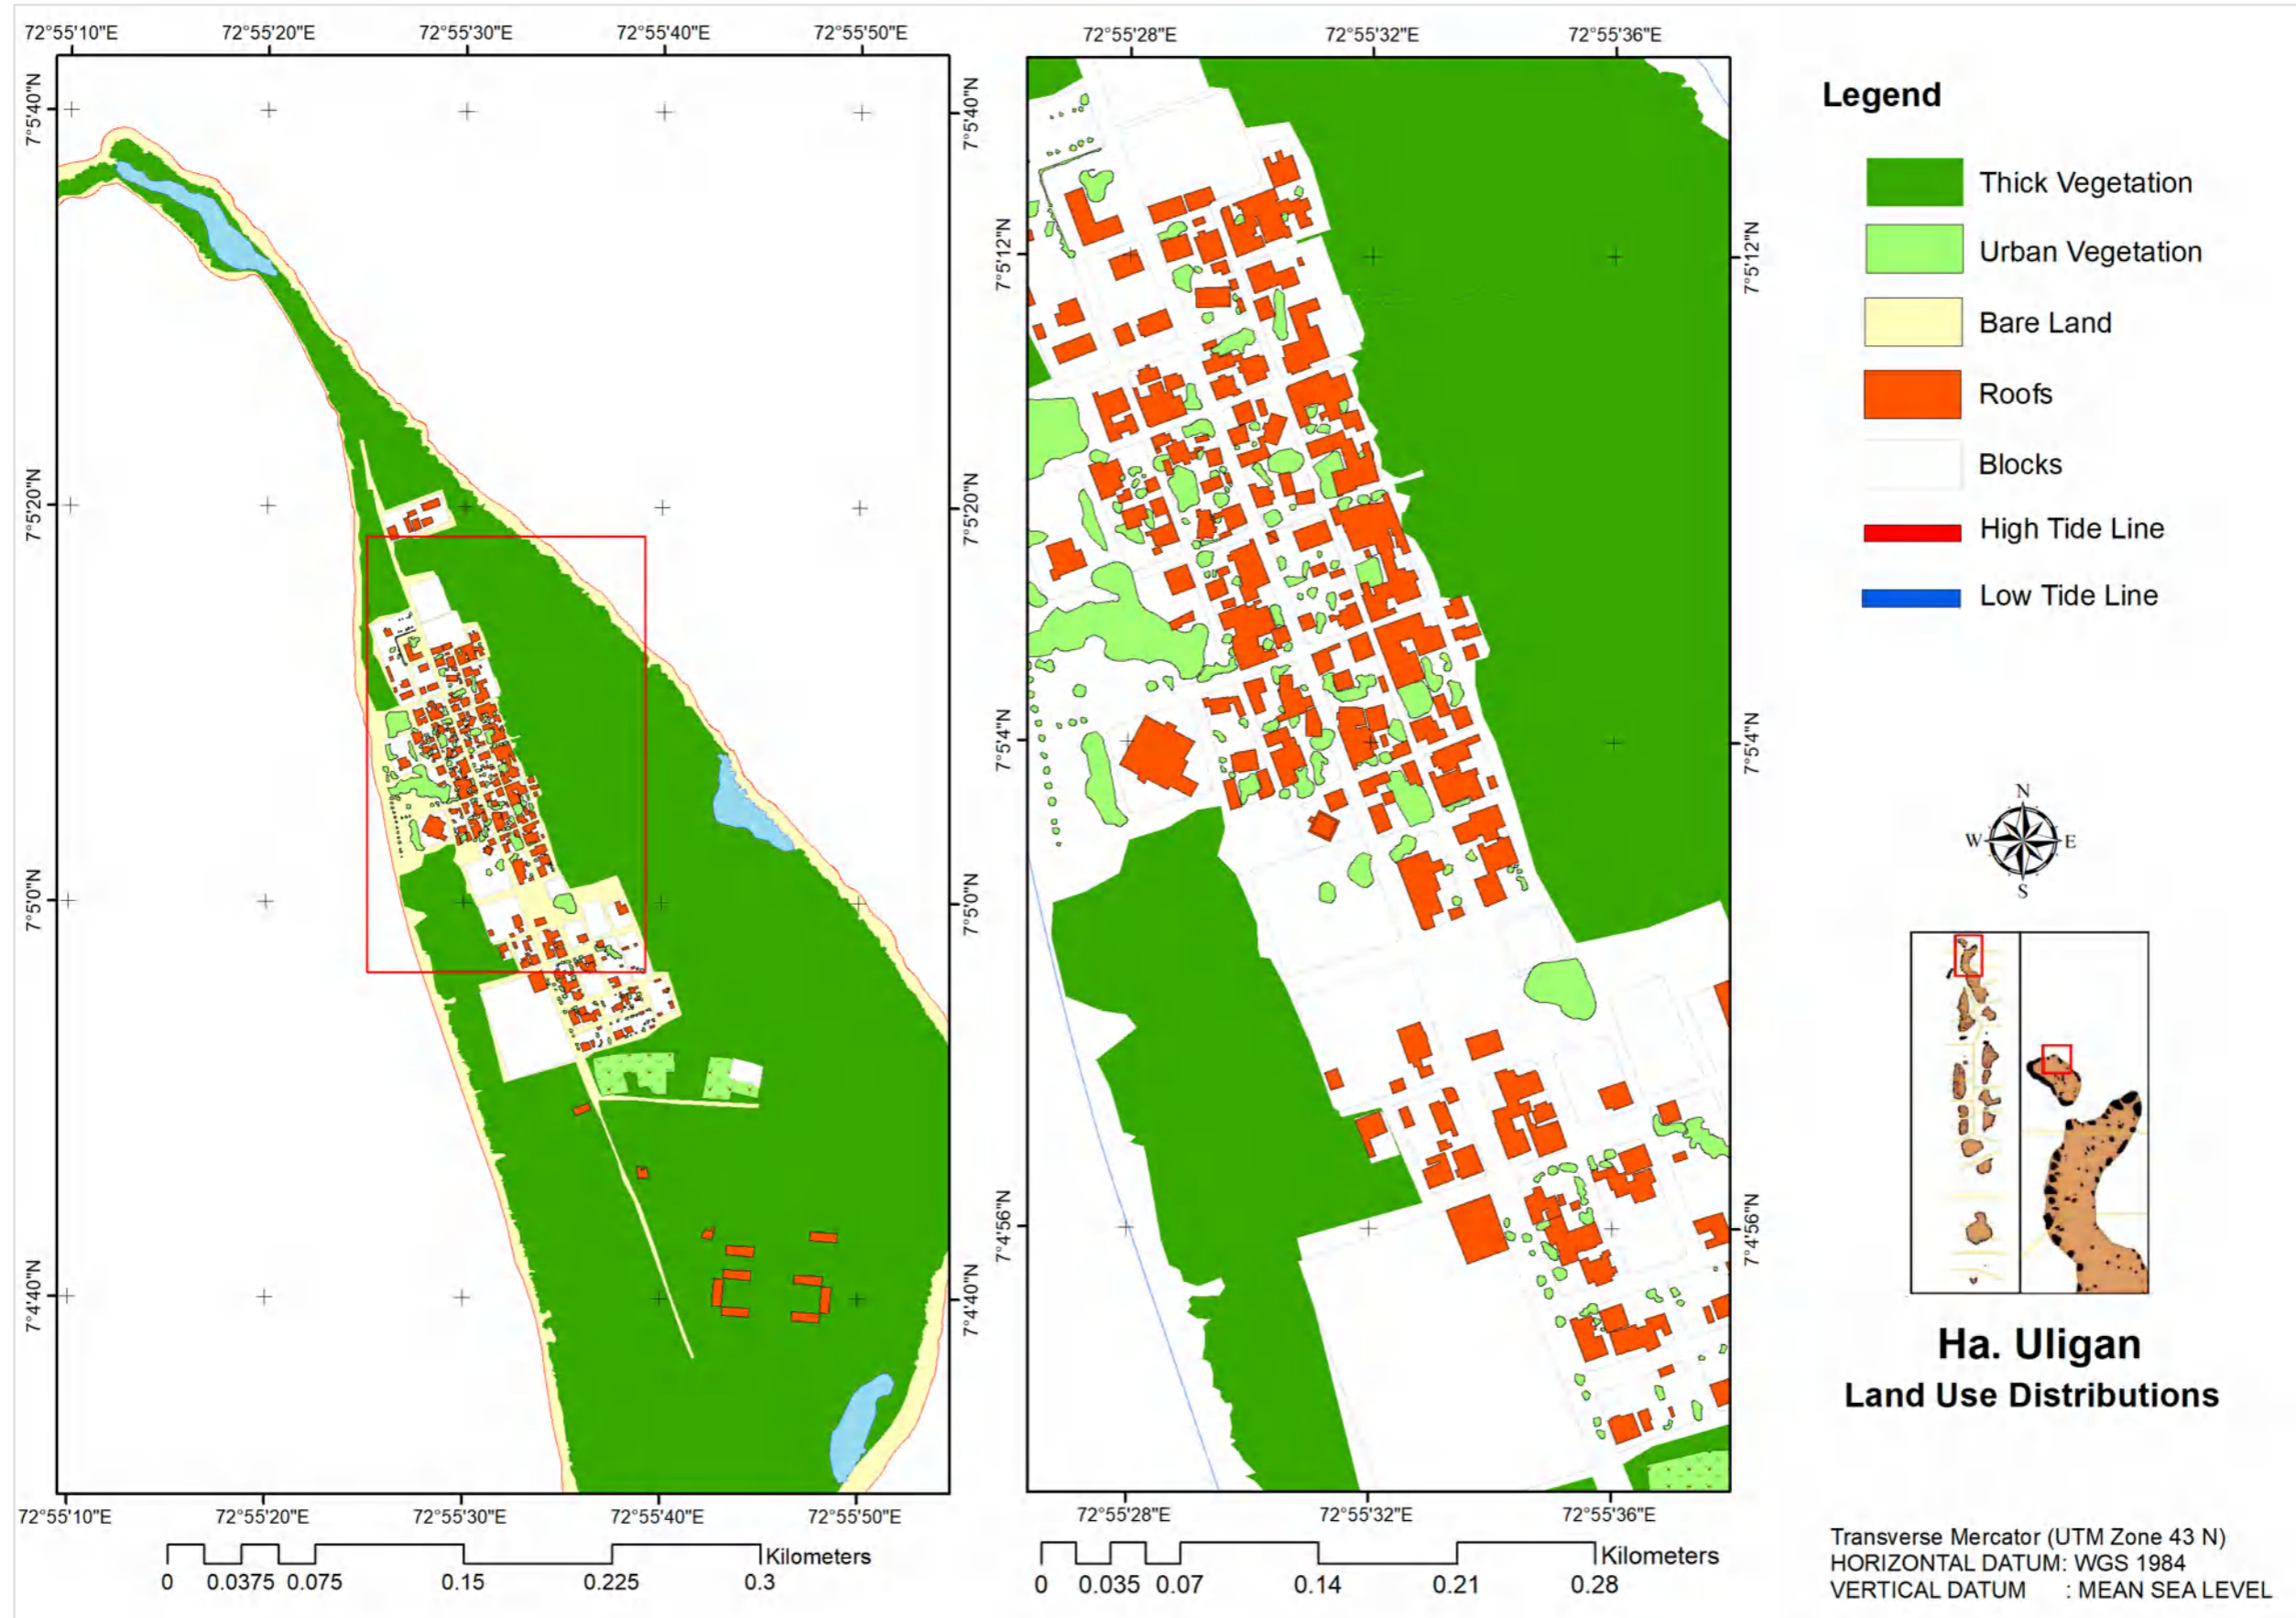 72°55'10"E 72°55'20"E 72°55'30"E 72°55'40"E 72°55'50"E
7°5'40"N 7°5'40"N
7°5'20"N 7°5'20"N
7°5'0"N 7°5'0"N
7°4'40"N 7°4'40"N
72°55'10"E 72°55'20"E 72°55'30"E 72°55'40"E 72°55'50"E
Kilometers
0 0.0375 0.075 0.15 0.225 0.3
72°55'28"E 72°55'32"E 72°55'36"E
7°5'12"N 7°5'12"N
7°5'4"N 7°5'4"N
7°4'56"N 7°4'56"N
72°55'28"E 72°55'32"E 72°55'36"E
Kilometers
0 0.035 0.07 0.14 0.21 0.28
Legend
Thick Vegetation
Urban Vegetation
Bare Land
Roofs
Blocks
High Tide Line
Low Tide Line
N
W E
S
Ha. Uligan
Land Use Distributions
Transverse Mercator (UTM Zone 43 N)
HORIZONTAL DATUM: WGS 1984
VERTICAL DATUM : MEAN SEA LEVEL